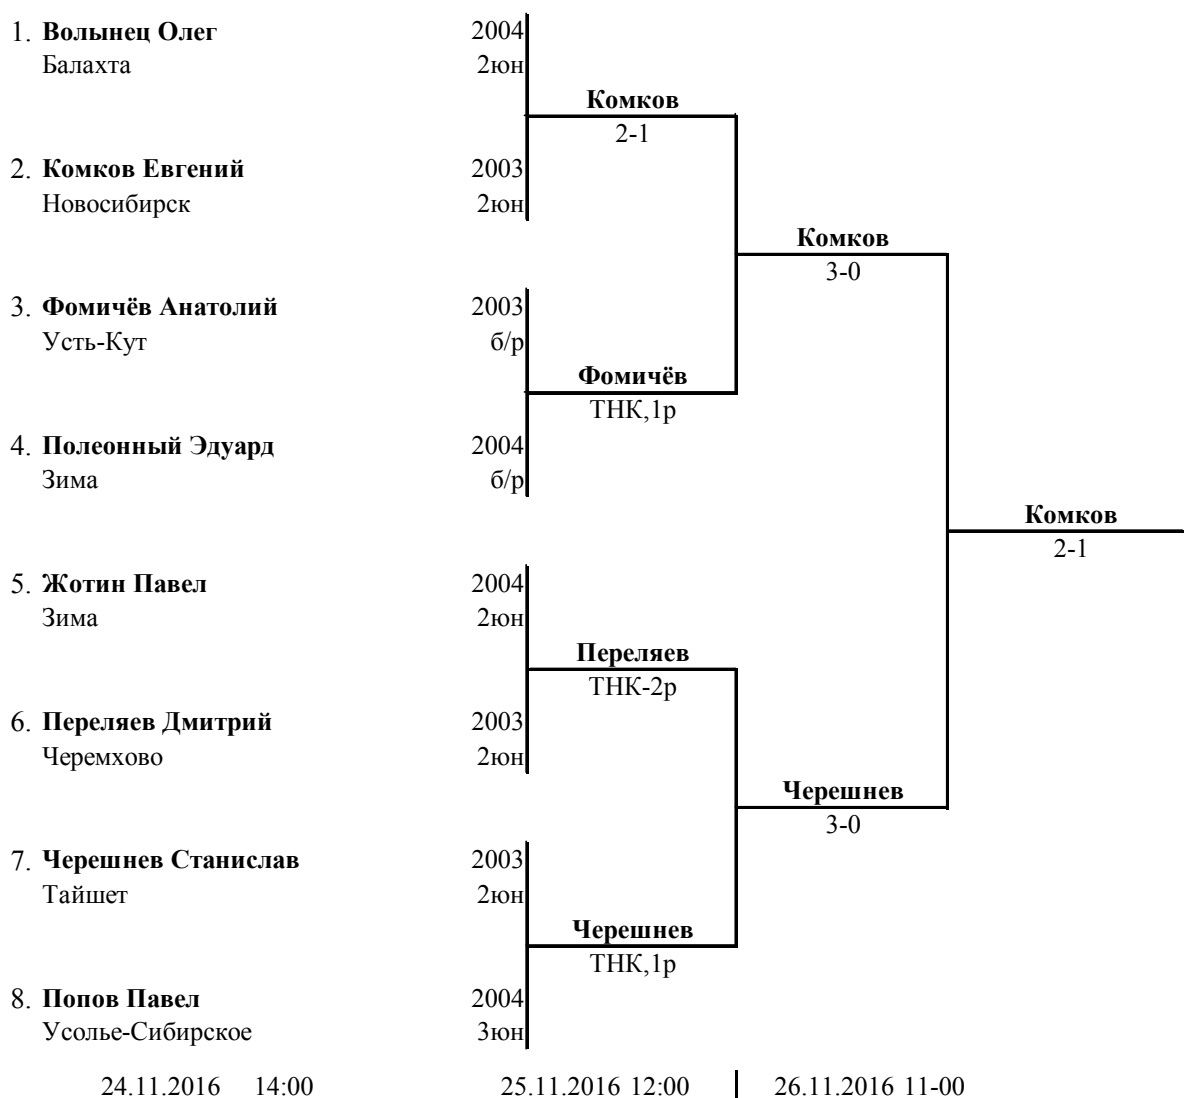 1. Волынец Олег 2004
Балахта 2юн
Комков
2-1
2. Комков Евгений 2003
Новосибирск 2юн
Комков
3-0
3. Фомичёв Анатолий 2003
Усть-Кут б/р
Фомичёв
ТНК,1р
4. Полеонный Эдуард 2004
Зима б/р
Комков
2-1
5. Жотин Павел 2004
Зима 2юн
Переляев
ТНК-2р
6. Переляев Дмитрий 2003
Черемхово 2юн
Черешнев
3-0
7. Черешнев Станислав 2003
Тайшет 2юн
Черешнев
ТНК,1р
8. Попов Павел 2004
Усолье-Сибирское 3юн
24.11.2016 14:00 25.11.2016 12:00 26.11.2016 11-00